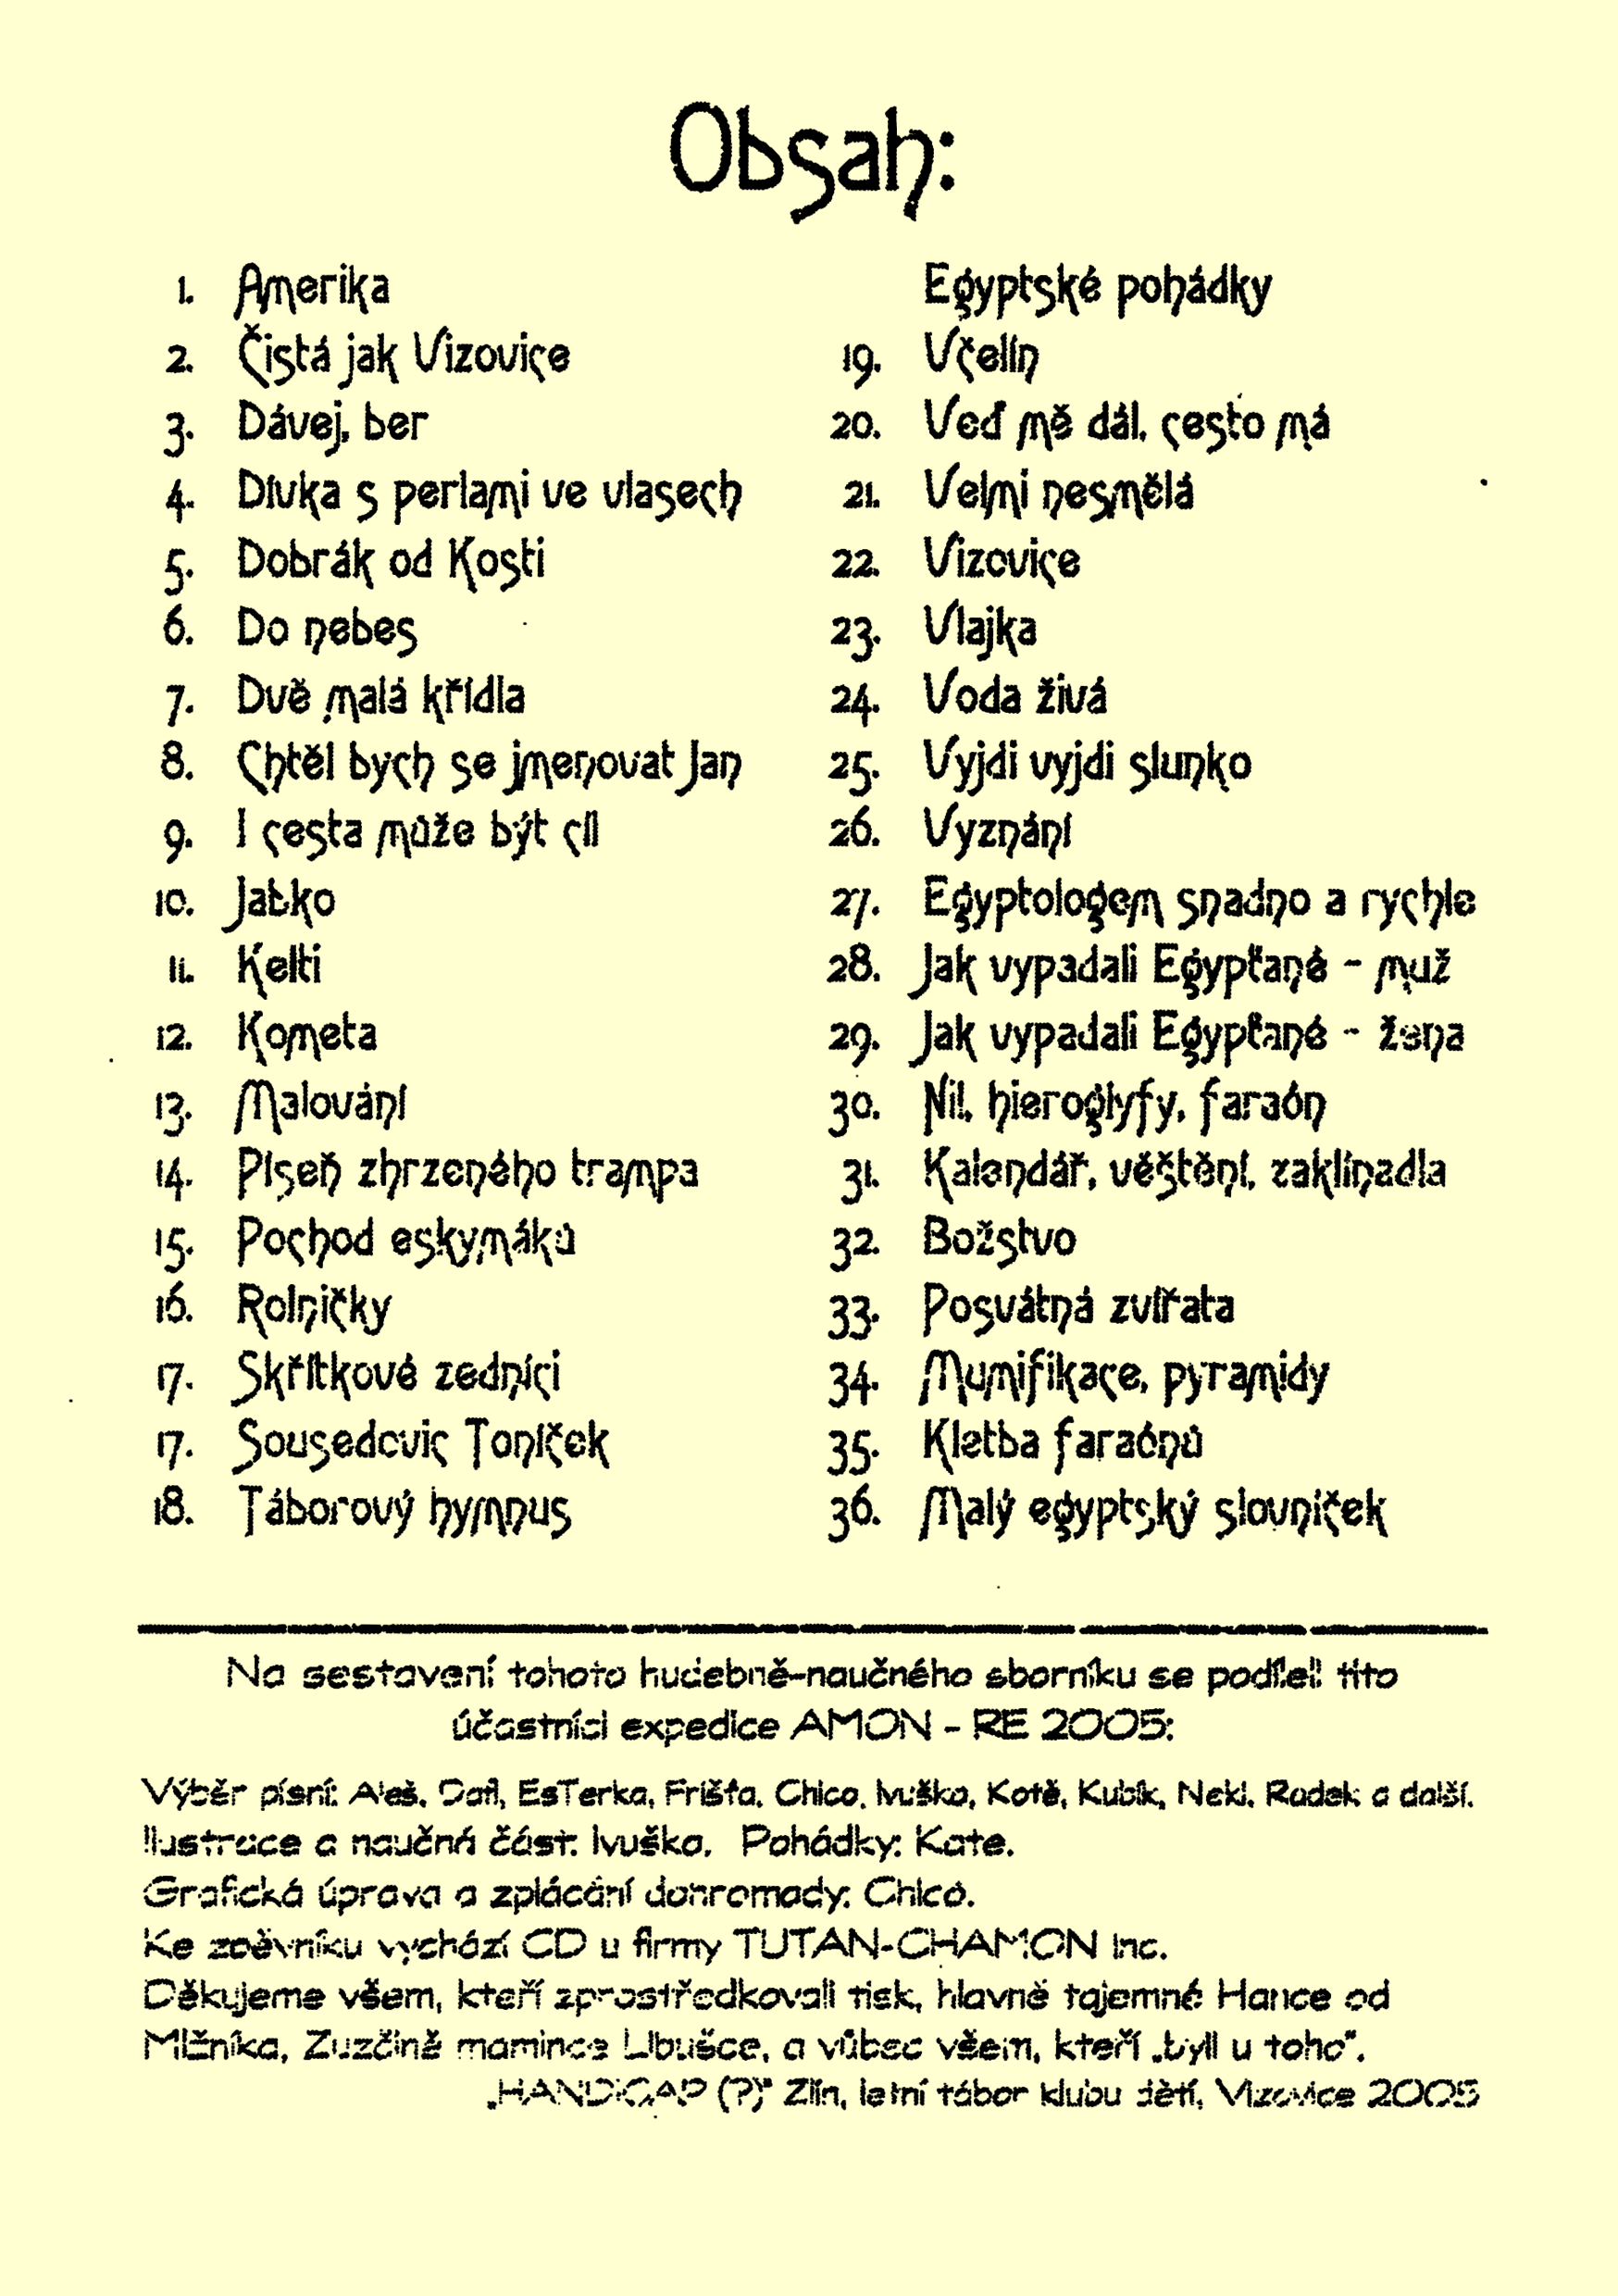 Obsah:
1. Amerika
2. Čistá jak Vizovice
3. Dávej, ber
4. Dívka s perlami ve vlasech
5. Dobrák od Kosti
6. Do nebes
7. Dvě malá křídla
8. Chtěl bych se jmenovat Jan
9. I cesta může být cíl
10. Jabko
11. Kelti
12. Kometa
13. Malování
14. Píseň zhrzeného trampa
15. Pochod eskymáků
16. Rolničky
17. Skřítkové zedníci
17. Sousedovic Toníček
18. Táborový hymnus
Egyptské pohádky
19. Včelín
20. Veď mě dál, cesto má
21. Velmi nesmělá
22. Vizovice
23. Vlajka
24. Voda živá
25. Vyjdi vyjdi slunko
26. Vyznání
27. Egyptologem snadno a rychle
28. Jak vypadali Egypťané - muž
29. Jak vypadali Egypťané - žena
30. Nil, hieroglyfy, faraón
31. Kalendář, věštění, zaklínadla
32. Božstvo
33. Posvátná zvířata
34. Mumifikace, pyramidy
35. Kletba faraónů
36. Malý egyptský slovníček
Na sestavení tohoto hudebně-naučného sborníku se podíleli tito
účastníci expedice AMON - RE 2005:
Výběr písní: Aleš, Dafi, EsTerka, Fríšťa, Chico, Ivuška, Kotě, Kubík, Neki, Radek a další.
Ilustrace a naučná část: Ivuška. Pohádky: Kate.
Grafická úprava a zplácání dohromady: Chico.
Ke zpěvníku vychází CD u firmy TUTAN-CHAMON Inc.
Děkujeme všem, kteří zprostředkovali tisk, hlavně tajemné Hance od
Mlžníka, Zuzčině mamince Libušce, a vůbec všem, kteří „byli u toho".
„HANDICAP (?)" Zlín, letní tábor klubu dětí, Vizovice 2005